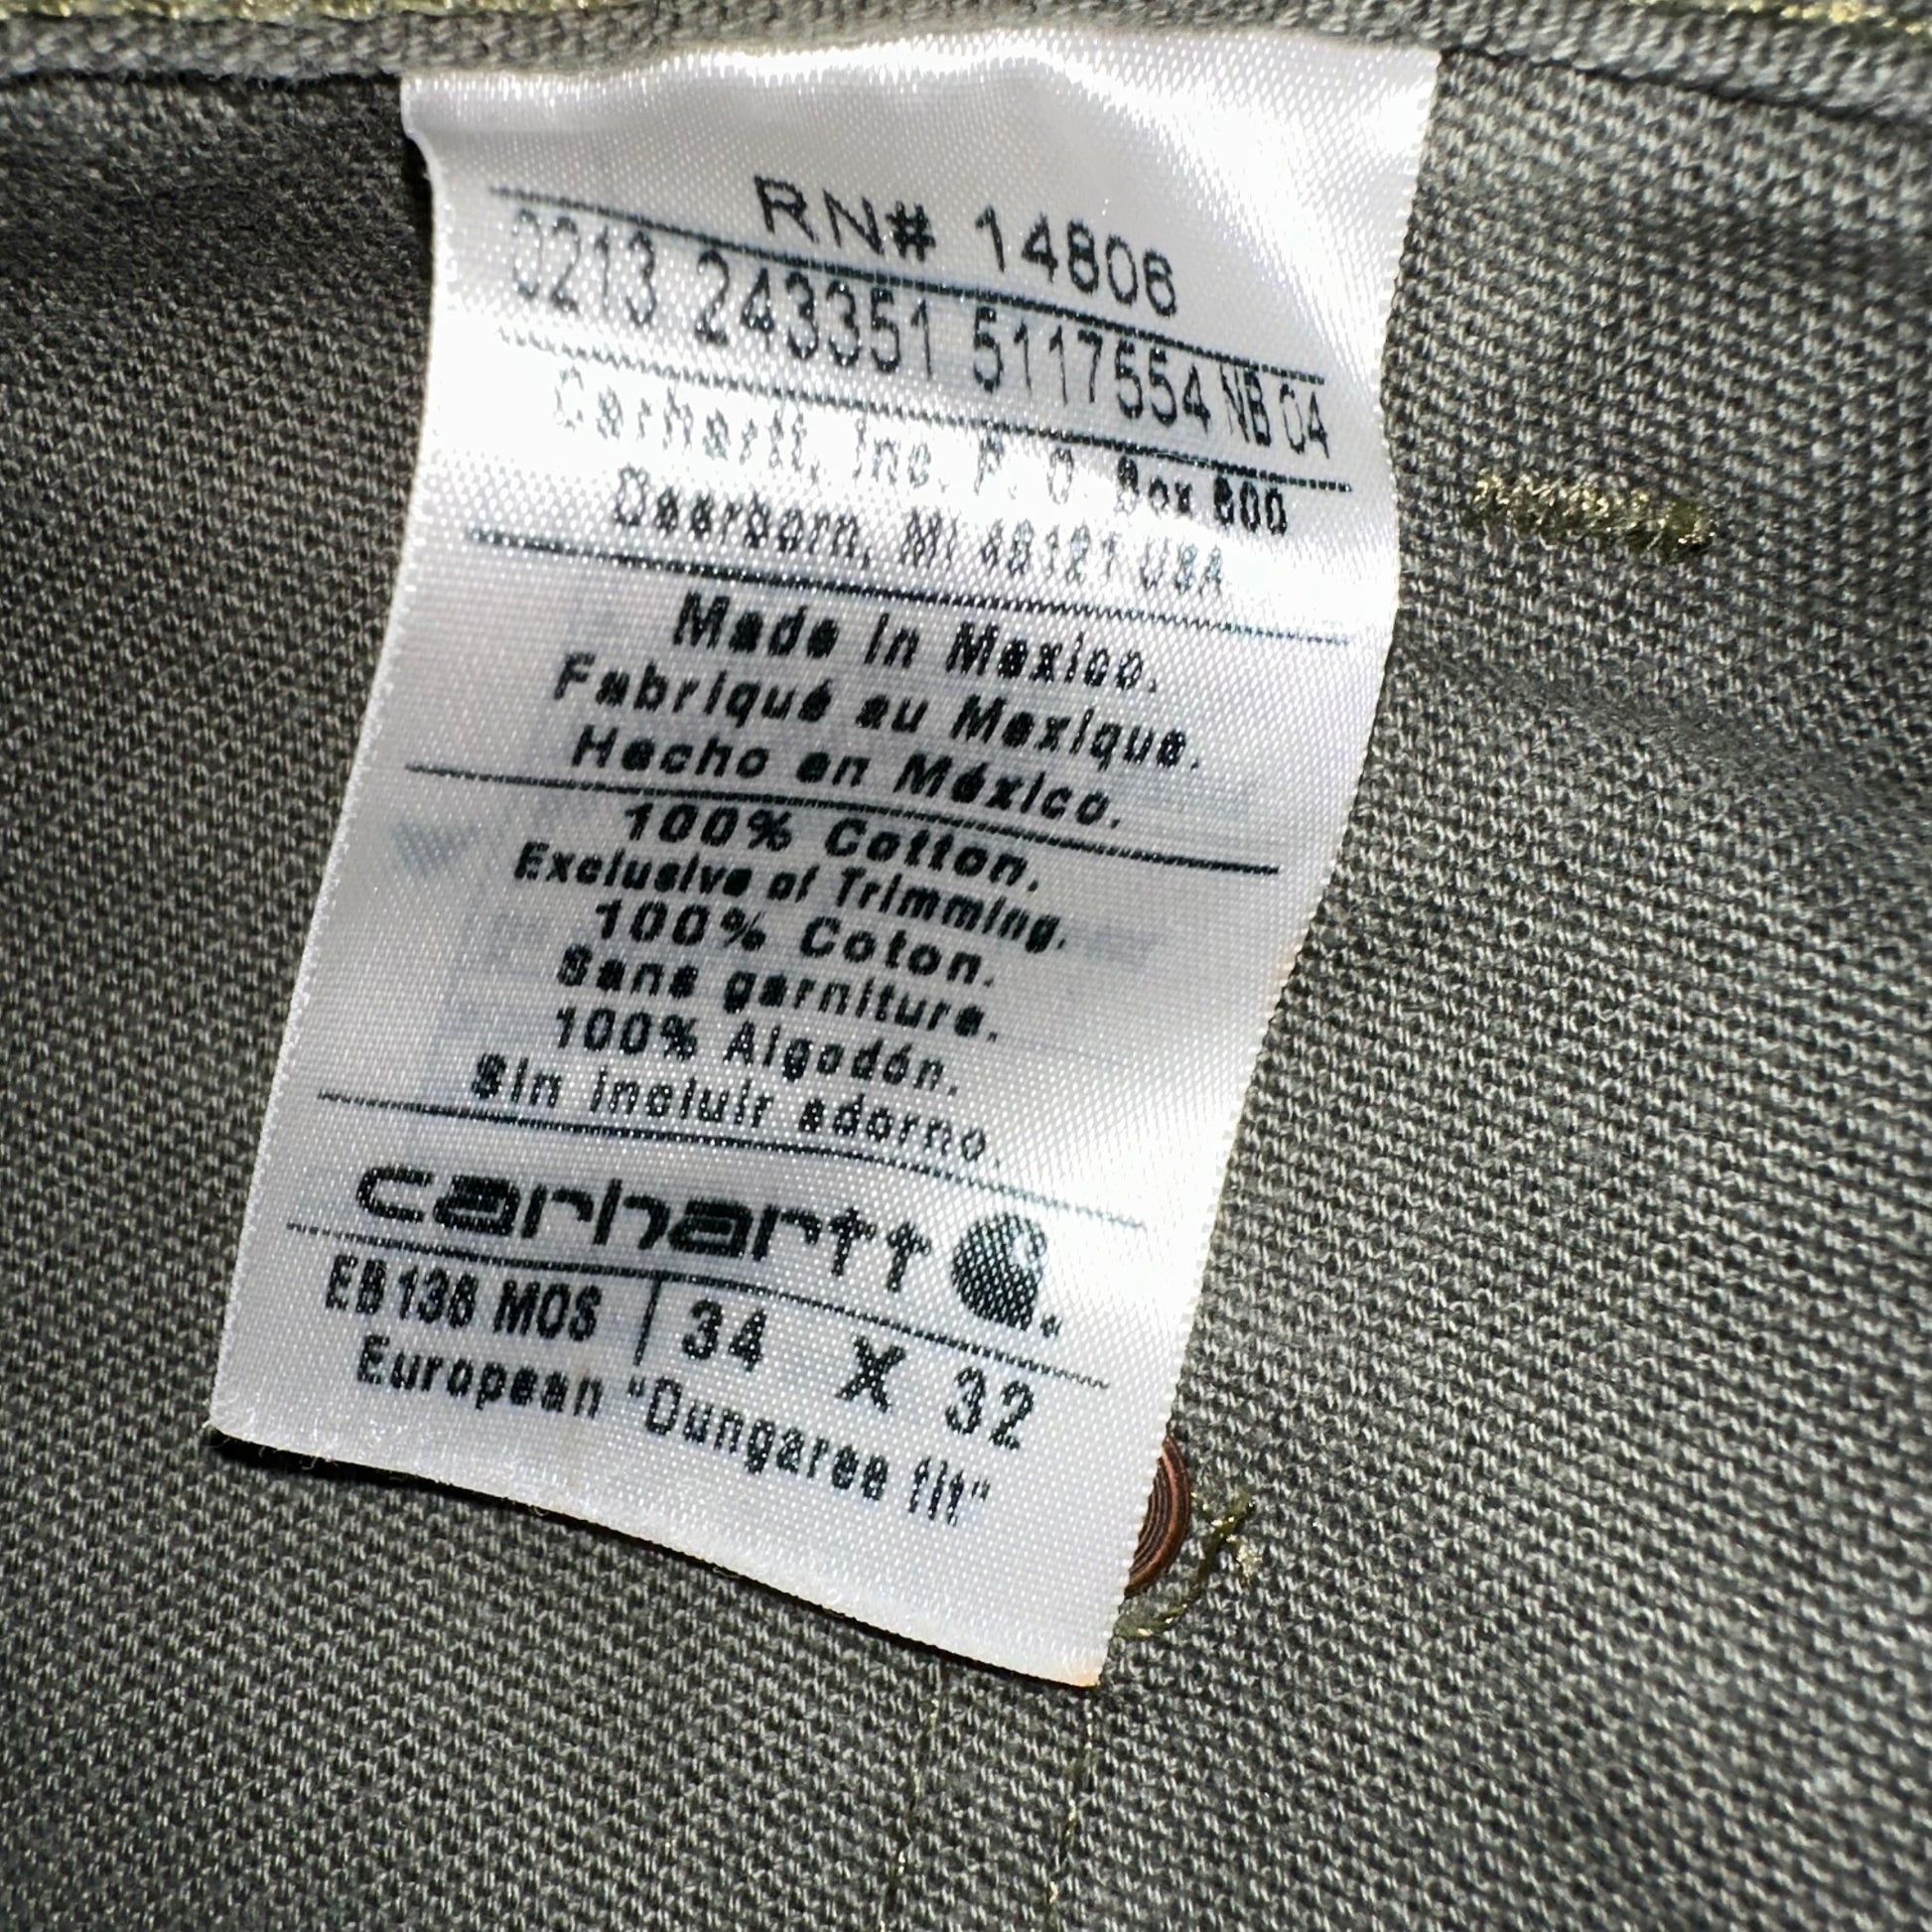 RN# 14806
0213 243351 5117554 NB 04
Carhartt, Inc. P. O. Box 600
Dearborn, MI 48121 USA
Made in Mexico.
Fabriqué au Mexique.
Hecho en México.
100% Cotton.
Exclusive of Trimming.
100% Coton.
Sans garniture.
100% Algodón.
Sin incluir adorno.
carhartt
EB136 MOS 34 X 32
European "Dungaree fit"